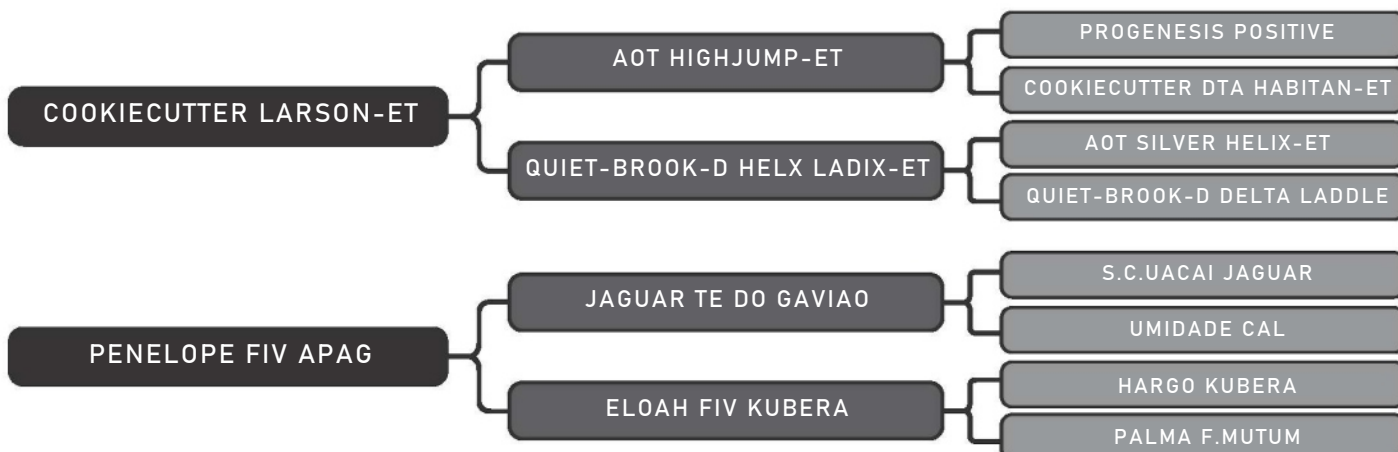 COOKIECUTTER LARSON-ET
AOT HIGHJUMP-ET
PROGENESIS POSITIVE
COOKIECUTTER DTA HABITAN-ET
QUIET-BROOK-D HELX LADIX-ET
AOT SILVER HELIX-ET
QUIET-BROOK-D DELTA LADDLE
PENELOPE FIV APAG
JAGUAR TE DO GAVIAO
S.C.UACAI JAGUAR
UMIDADE CAL
ELOAH FIV KUBERA
HARGO KUBERA
PALMA F.MUTUM